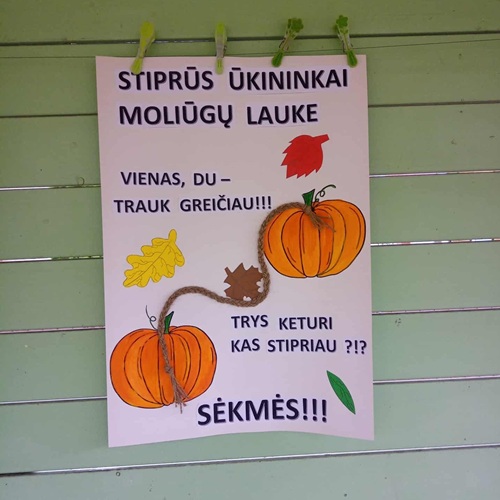 STIPRŪS ŪKININKAI
MOLIŪGŲ LAUKE
VIENAS, DU –
TRAUK GREIČIAU!!!
TRYS KETURI
KAS STIPRIAU ?!?
SĖKMĖS!!!